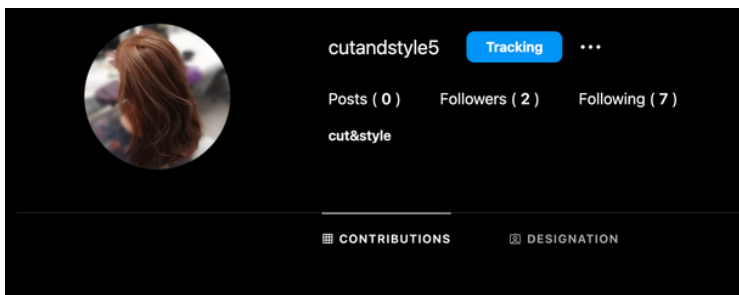 cutandstyle5 Tracking ...
Posts ( 0 ) Followers ( 2 ) Following ( 7 )
cut&style
CONTRIBUTIONS DESIGNATION